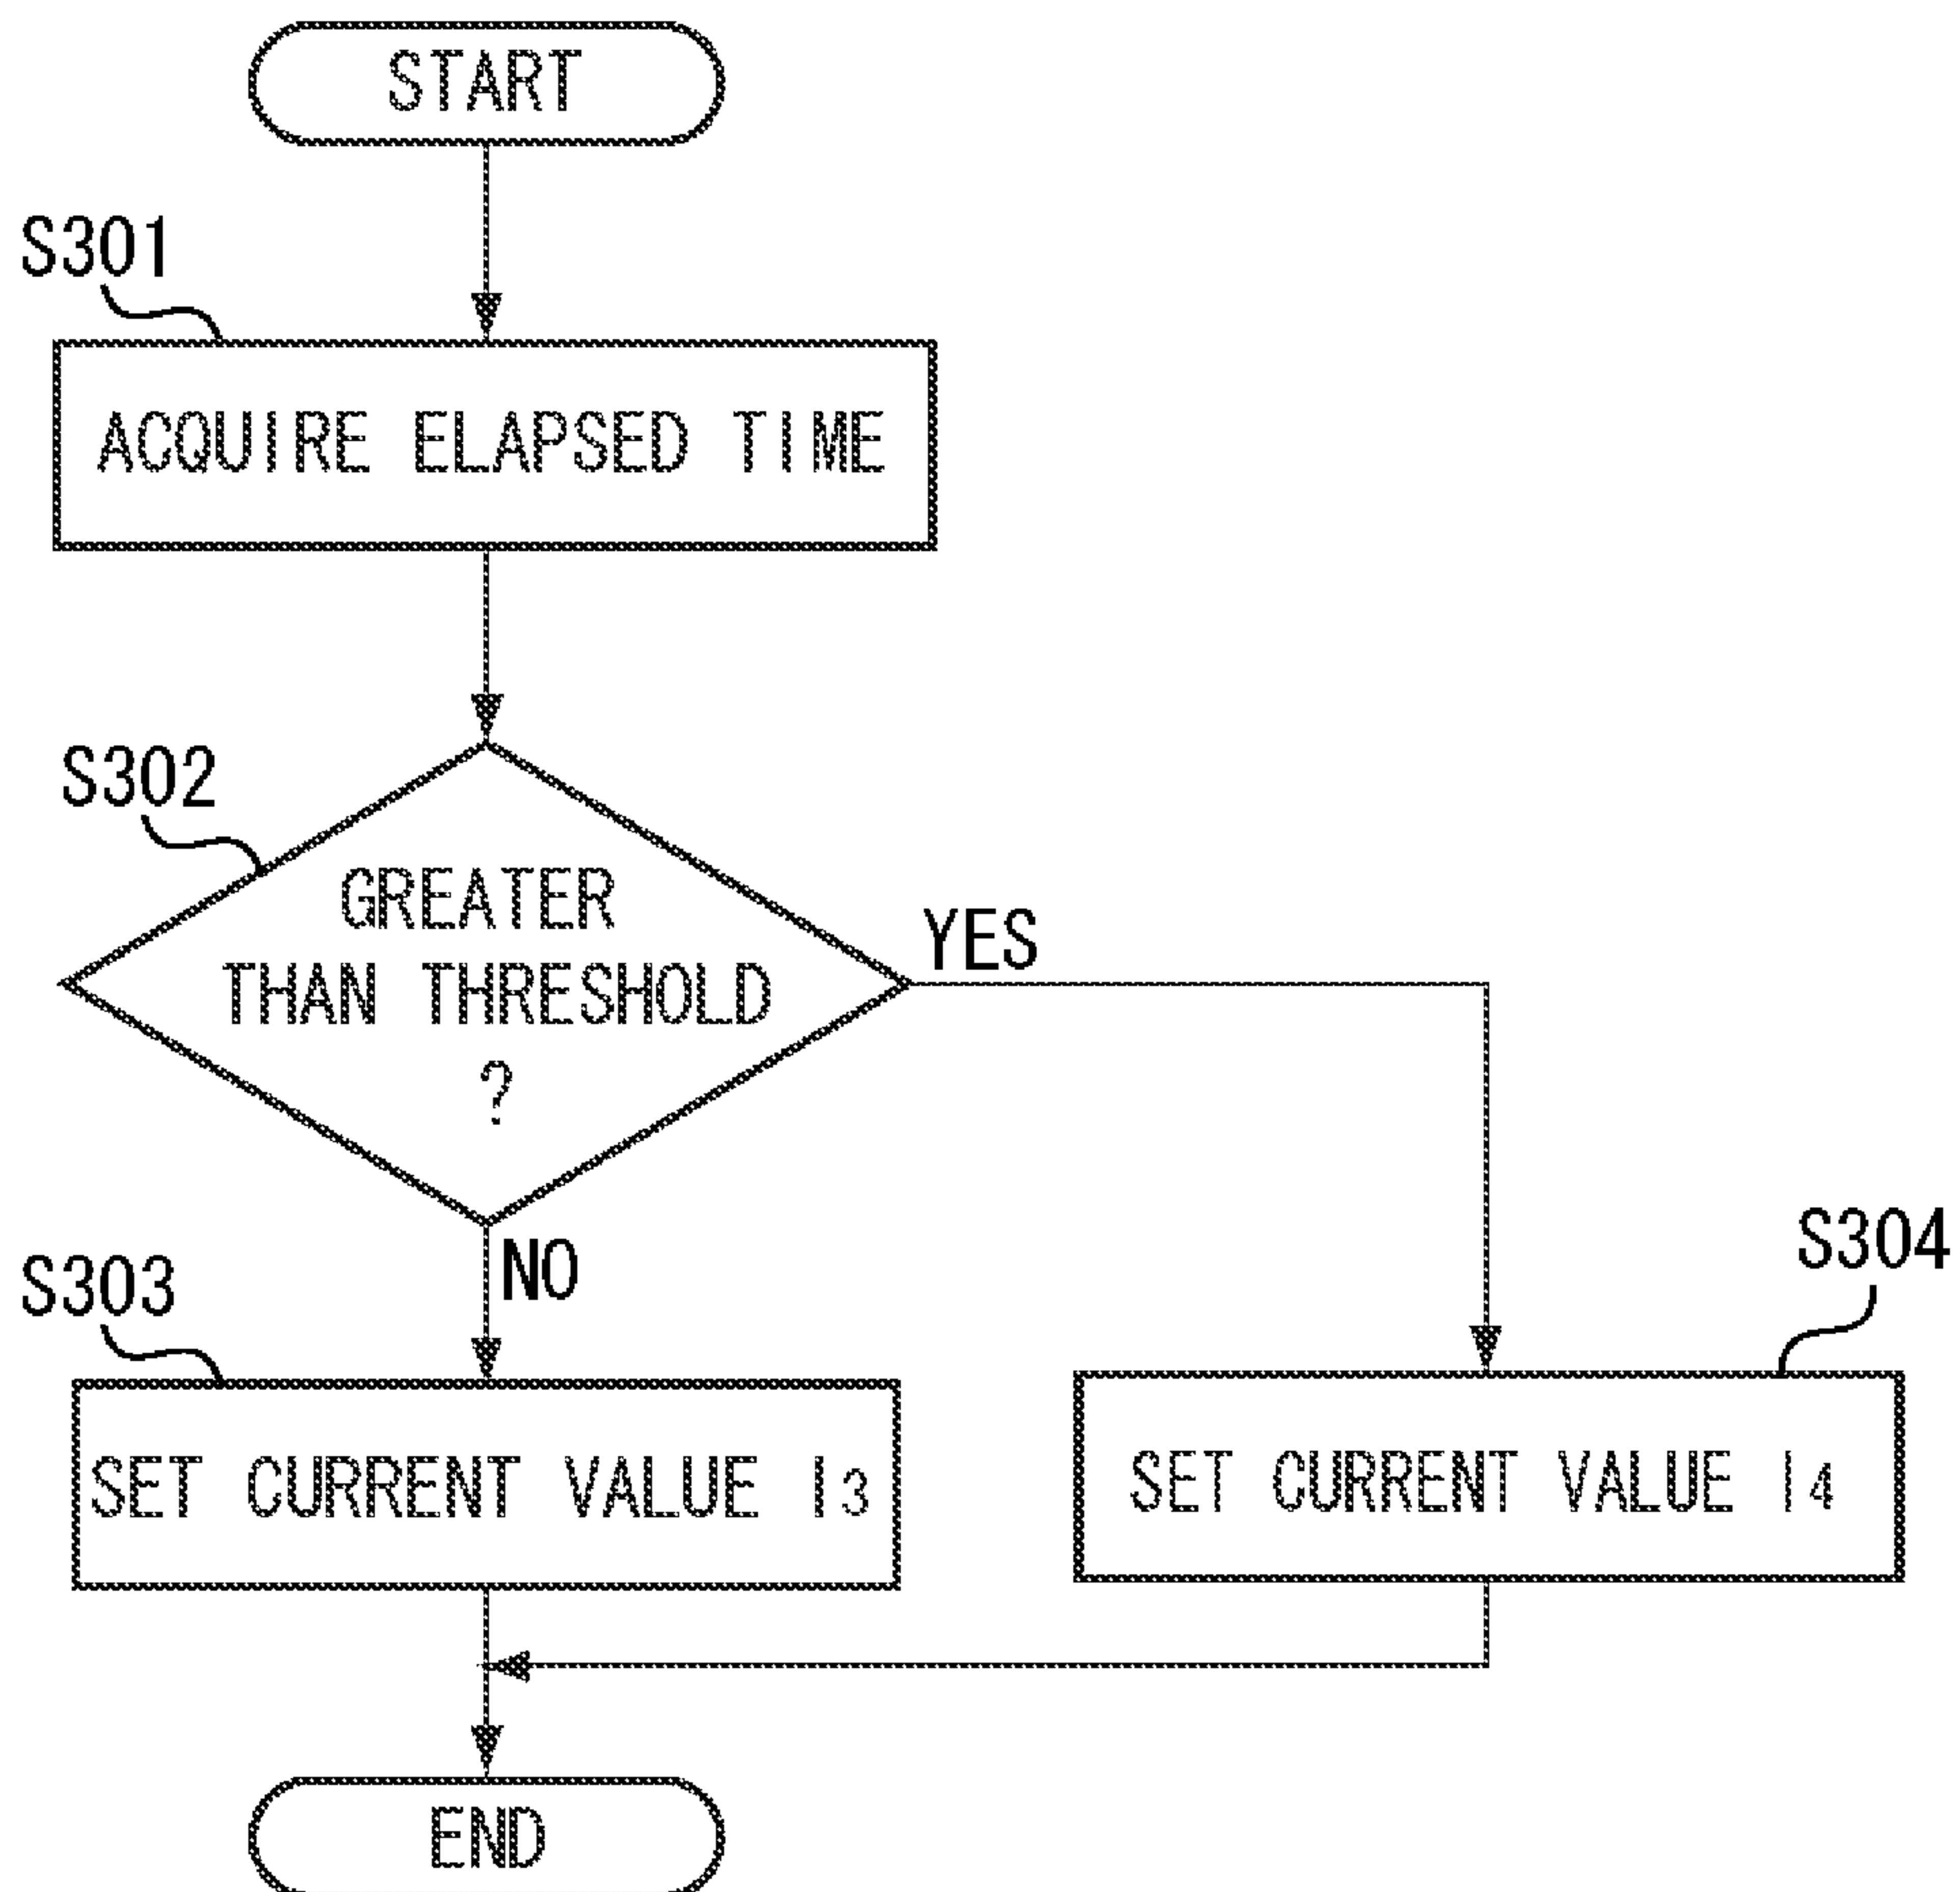 START
S301
ACQUIRE ELAPSED TIME
S302
GREATER
THAN THRESHOLD
?
YES
NO
S303
SET CURRENT VALUE I3
S304
SET CURRENT VALUE I4
END